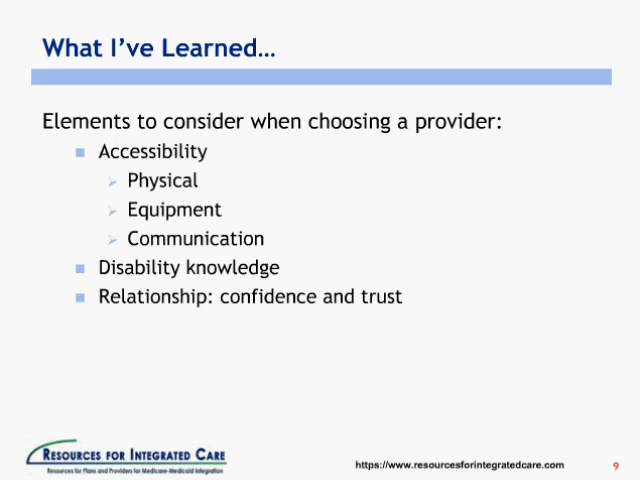 What I've Learned…
Elements to consider when choosing a provider:
Accessibility
Physical
Equipment
Communication
Disability knowledge
Relationship: confidence and trust
RESOURCES FOR INTEGRATED CARE
Resources for Plans and Providers for Medicare-Medicaid Integration
https://www.resourcesforintegratedcare.com
9